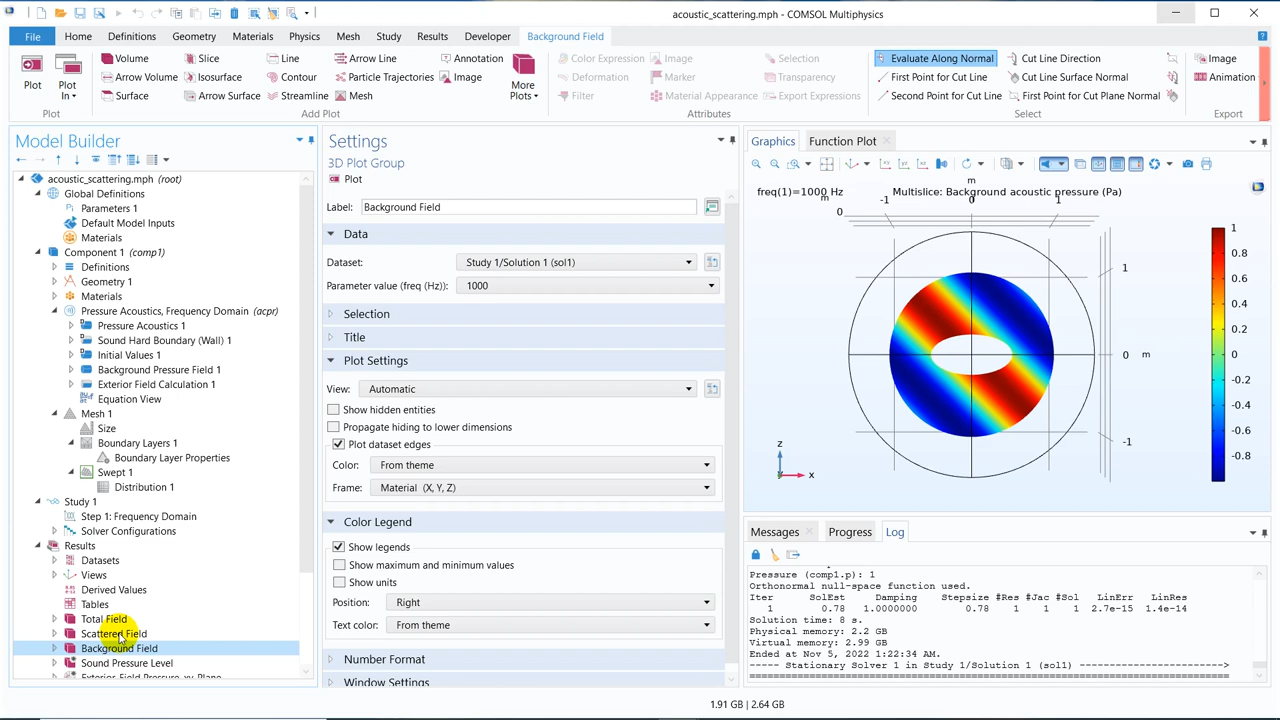 acoustic_scattering.mph - COMSOL Multiphysics
File Home Definitions Geometry Materials Physics Mesh Study Results Developer Background Field
Plot
Plot In
Volume Slice Line Arrow Line Annotation
Arrow Volume Isosurface Contour Particle Trajectories Image
Surface Arrow Surface Streamline Mesh
More Plots
Color Expression Image Selection
Deformation Marker Transparency
Filter Material Appearance Export Expressions
Evaluate Along Normal Cut Line Direction
First Point for Cut Line Cut Line Surface Normal
Second Point for Cut Line First Point for Cut Plane Normal
Image
Animation
Plot Add Plot Attributes Select Export
Model Builder
acoustic_scattering.mph (root)
Global Definitions
Pi Parameters 1
Default Model Inputs
Materials
Component 1 (comp1)
Definitions
Geometry 1
Materials
Pressure Acoustics, Frequency Domain (acpr)
Pressure Acoustics 1
Sound Hard Boundary (Wall) 1
Initial Values 1
Background Pressure Field 1
Exterior Field Calculation 1
Equation View
Mesh 1
Size
Boundary Layers 1
Boundary Layer Properties
Swept 1
Distribution 1
Study 1
Step 1: Frequency Domain
Solver Configurations
Results
Datasets
Views
Derived Values
Tables
Total Field
Scattered Field
Background Field
Sound Pressure Level
Exterior-Field Pressure xy-Plane
Settings
3D Plot Group
Plot
Label: Background Field
Data
Dataset: Study 1/Solution 1 (sol1)
Parameter value (freq (Hz)): 1000
Selection
Title
Plot Settings
View: Automatic
Show hidden entities
Propagate hiding to lower dimensions
Plot dataset edges
Color: From theme
Frame: Material (X, Y, Z)
Color Legend
Show legends
Show maximum and minimum values
Show units
Position: Right
Text color: From theme
Number Format
Window Settings
Graphics Function Plot
m
freq(1)=1000 Hz Multislice: Background acoustic pressure (Pa)
m -1 0 1
0
1
0 m
-1
z
y x
1
0.8
0.6
0.4
0.2
0
-0.2
-0.4
-0.6
-0.8
Messages Progress Log
Pressure (comp1.p): 1
Orthonormal null-space function used.
Iter SolEst Damping Stepsize #Res #Jac #Sol LinErr LinRes
1 0.78 1.0000000 0.78 1 1 1 2.7e-15 1.4e-14
Solution time: 8 s.
Physical memory: 2.2 GB
Virtual memory: 2.99 GB
Ended at Nov 5, 2022 1:22:34 AM.
----- Stationary Solver 1 in Study 1/Solution 1 (sol1) -------------------------->
1.91 GB | 2.64 GB